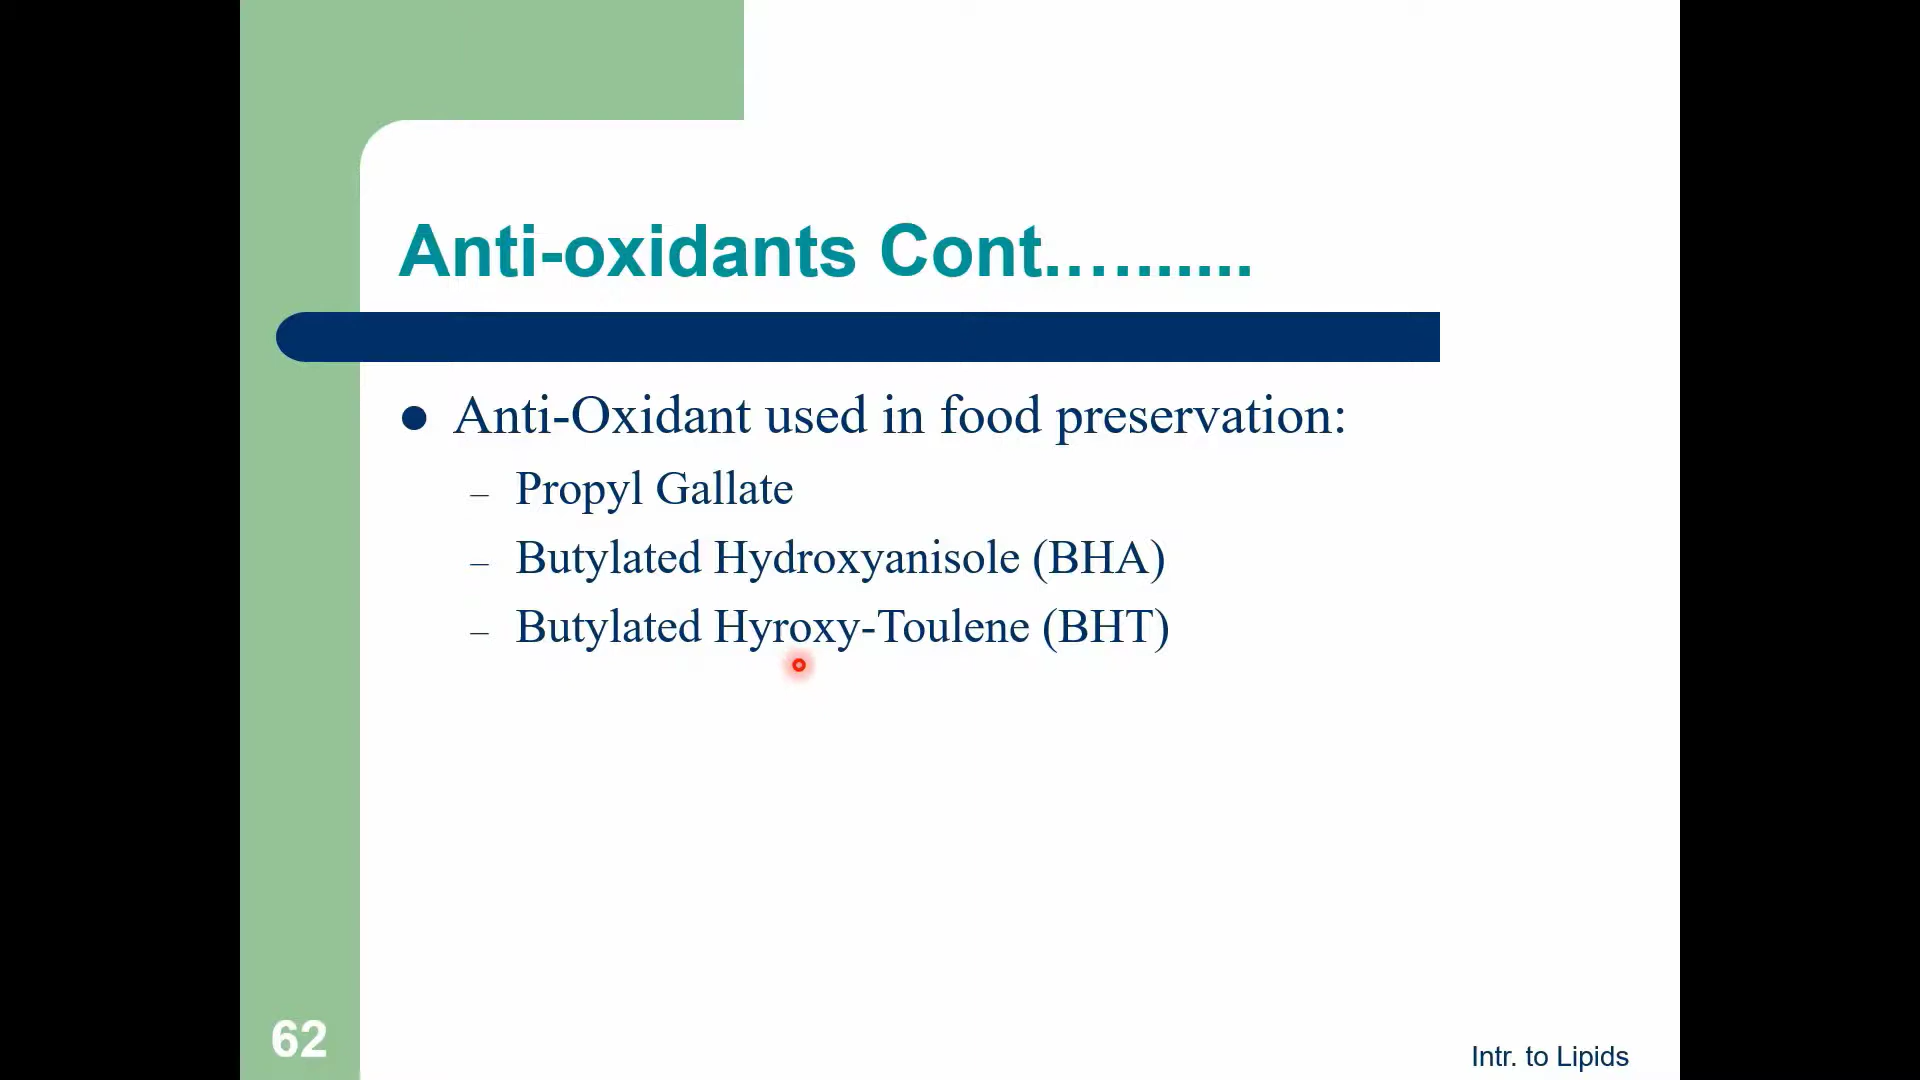 Anti-oxidants Cont..…......
● Anti-Oxidant used in food preservation:
– Propyl Gallate
– Butylated Hydroxyanisole (BHA)
– Butylated Hyroxy-Toulene (BHT)
62
Intr. to Lipids